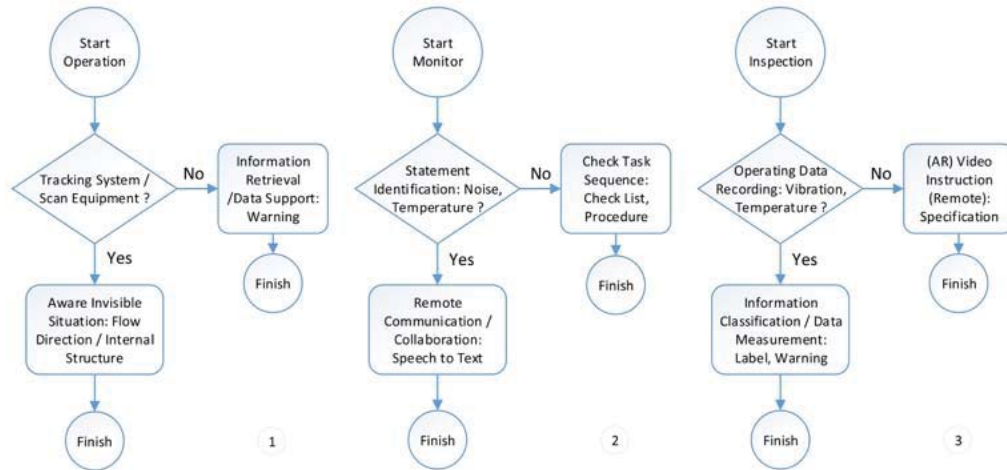 Start
Operation
Tracking System /
Scan Equipment ?
No
Information
Retrieval
/Data Support:
Warning
Finish
Yes
Aware Invisible
Situation: Flow
Direction / Internal
Structure
Finish
1
Start
Monitor
Statement
Identification: Noise,
Temperature ?
No
Check Task
Sequence:
Check List,
Procedure
Finish
Yes
Remote
Communication /
Collaboration:
Speech to Text
Finish
2
Start
Inspection
Operating Data
Recording: Vibration,
Temperature ?
No
(AR) Video
Instruction
(Remote):
Specification
Finish
Yes
Information
Classification / Data
Measurement:
Label, Warning
Finish
3